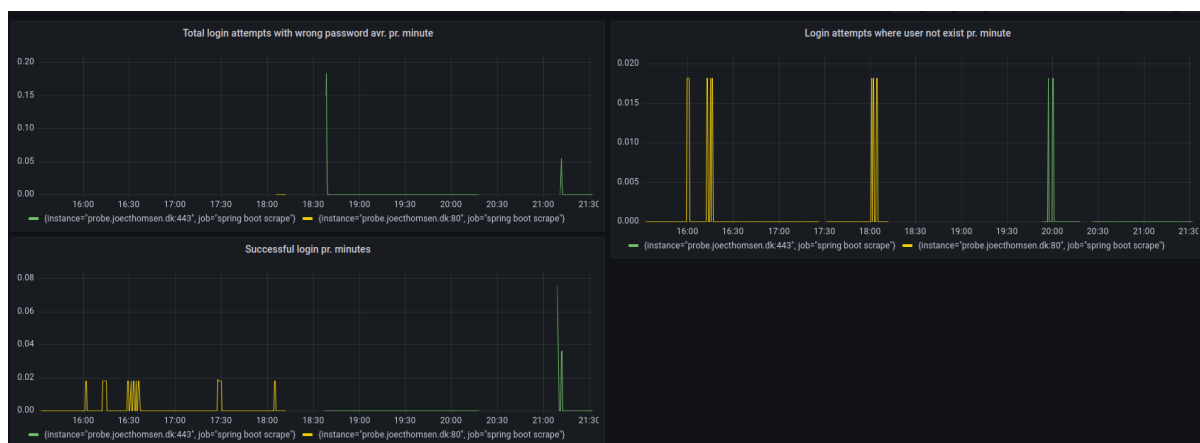 Total login attempts with wrong password avr. pr. minute
0.20
0.15
0.10
0.05
0.00
16:00 16:30 17:00 17:30 18:00 18:30 19:00 19:30 20:00 20:30 21:00 21:30
{instance="probe.joecthomsen.dk:443", job="spring boot scrape"} {instance="probe.joecthomsen.dk:80", job="spring boot scrape"}
Login attempts where user not exist pr. minute
0.020
0.015
0.010
0.005
0.000
16:00 16:30 17:00 17:30 18:00 18:30 19:00 19:30 20:00 20:30 21:00 21:30
{instance="probe.joecthomsen.dk:443", job="spring boot scrape"} {instance="probe.joecthomsen.dk:80", job="spring boot scrape"}
Successful login pr. minutes
0.08
0.06
0.04
0.02
0.00
16:00 16:30 17:00 17:30 18:00 18:30 19:00 19:30 20:00 20:30 21:00 21:30
{instance="probe.joecthomsen.dk:443", job="spring boot scrape"} {instance="probe.joecthomsen.dk:80", job="spring boot scrape"}